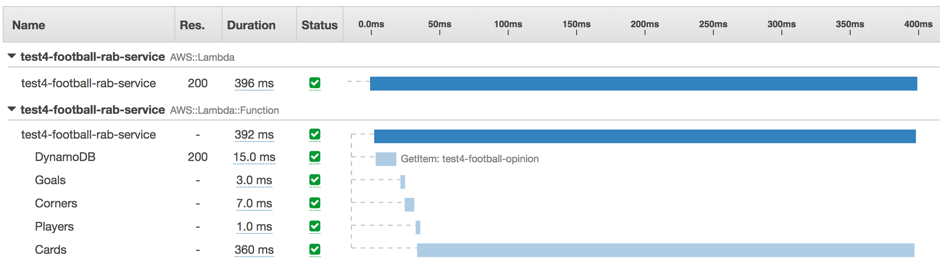 Name Res. Duration Status 0.0ms 50ms 100ms 150ms 200ms 250ms 300ms 350ms 400ms
test4-football-rab-service AWS::Lambda
test4-football-rab-service 200 396 ms
test4-football-rab-service AWS::Lambda::Function
test4-football-rab-service - 392 ms
DynamoDB 200 15.0 ms GetItem: test4-football-opinion
Goals - 3.0 ms
Corners - 7.0 ms
Players - 1.0 ms
Cards - 360 ms